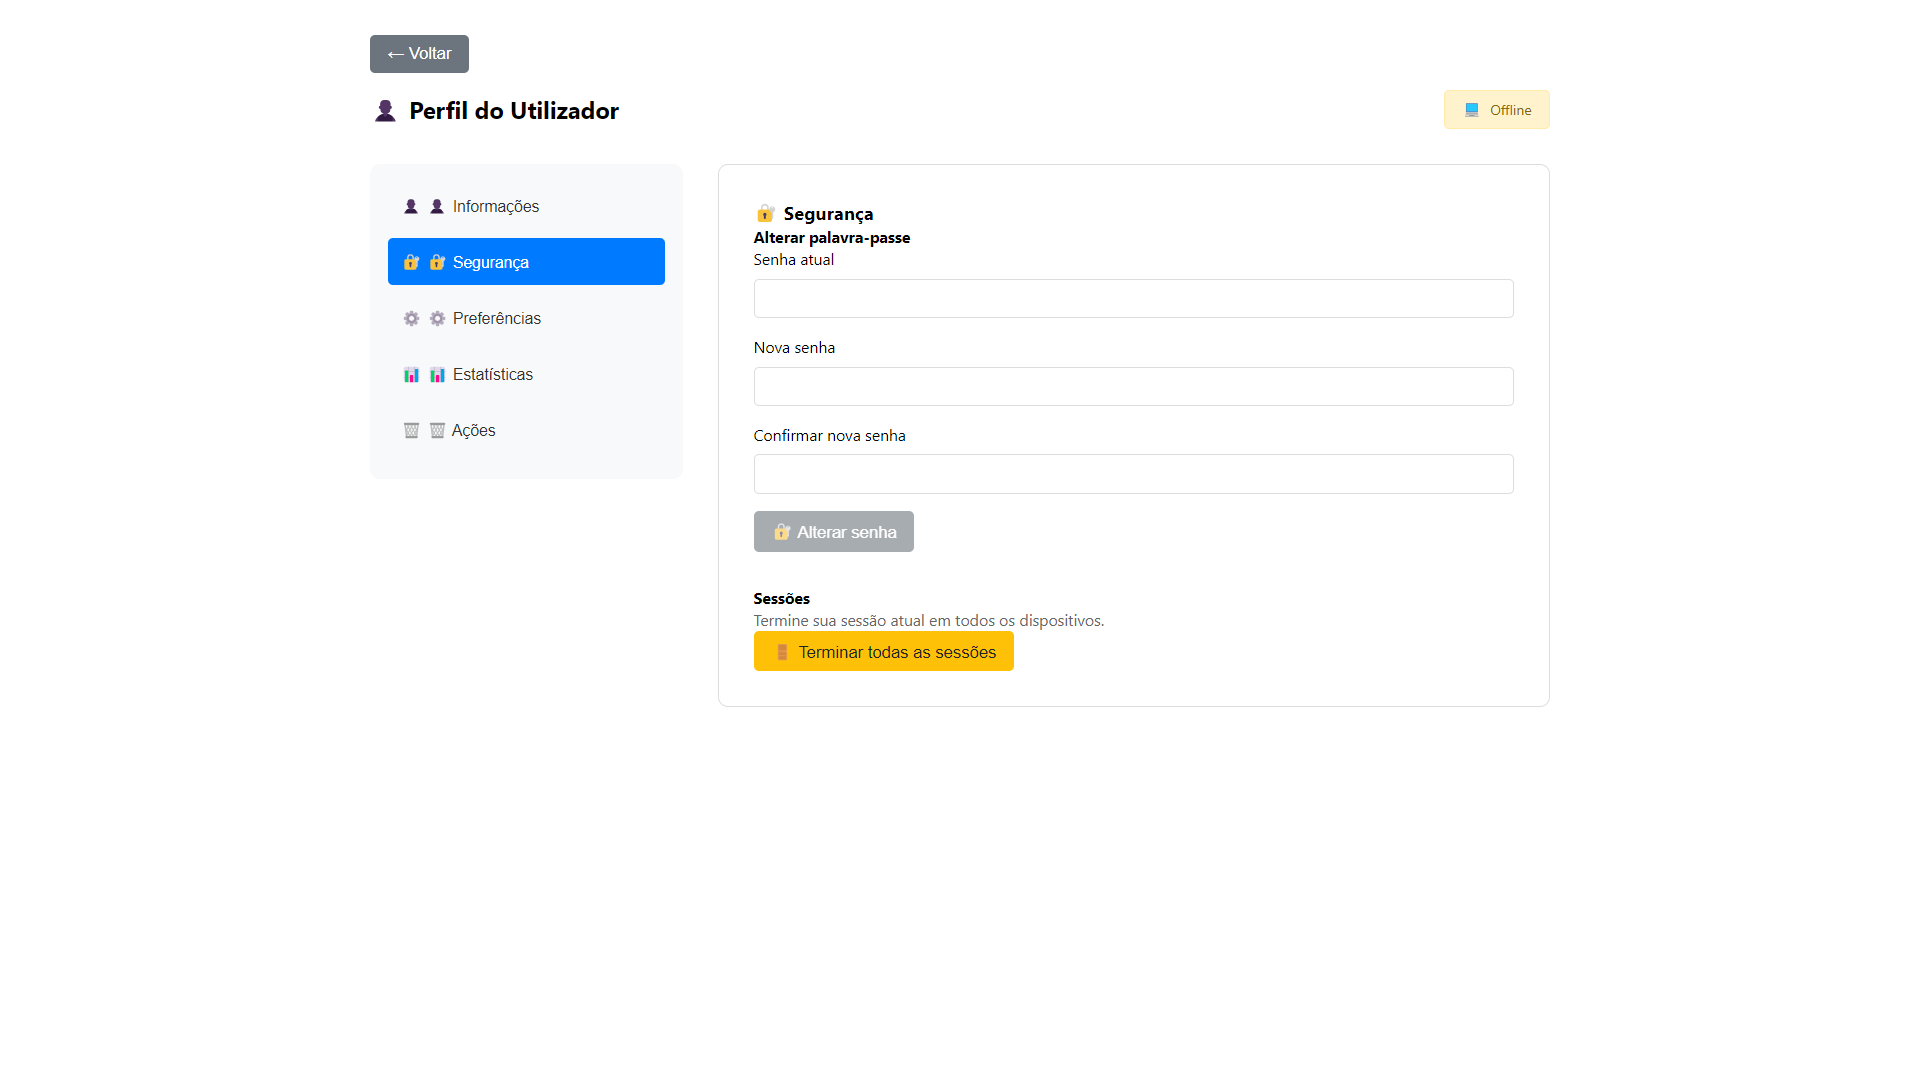 ← Voltar
Perfil do Utilizador
Offline
Informações
Segurança
Preferências
Estatísticas
Ações
Segurança
Alterar palavra-passe
Senha atual
Nova senha
Confirmar nova senha
Alterar senha
Sessões
Termine sua sessão atual em todos os dispositivos.
Terminar todas as sessões